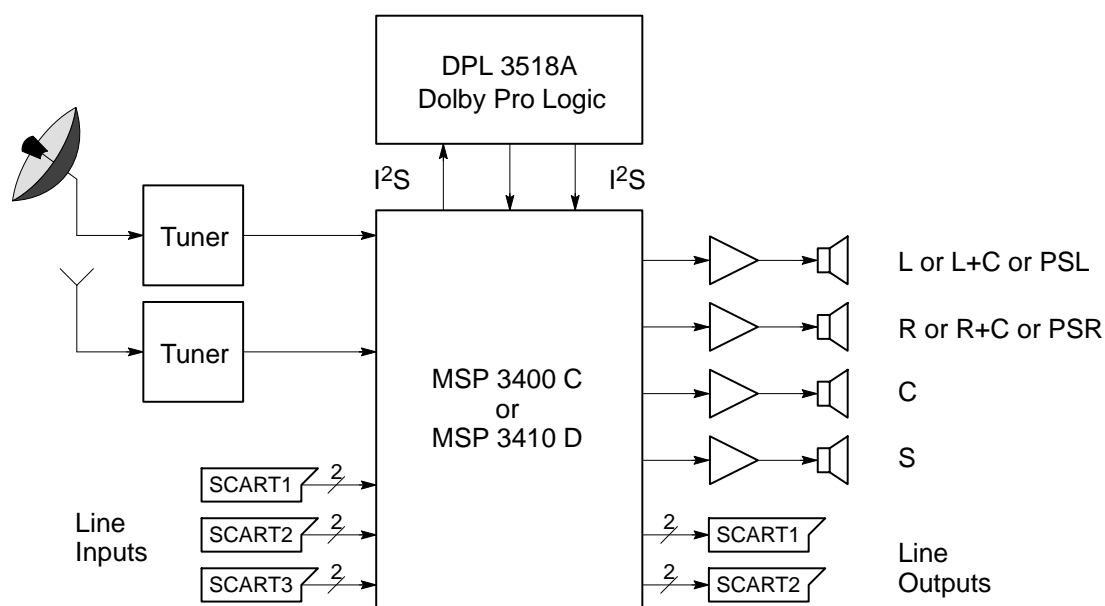 DPL 3518A
Dolby Pro Logic
I²S
I²S
Tuner
L or L+C or PSL
R or R+C or PSR
Tuner
MSP 3400 C
or
MSP 3410 D
C
S
Line
Inputs
SCART1
2
SCART2
2
SCART3
2
2
SCART1
2
SCART2
Line
Outputs